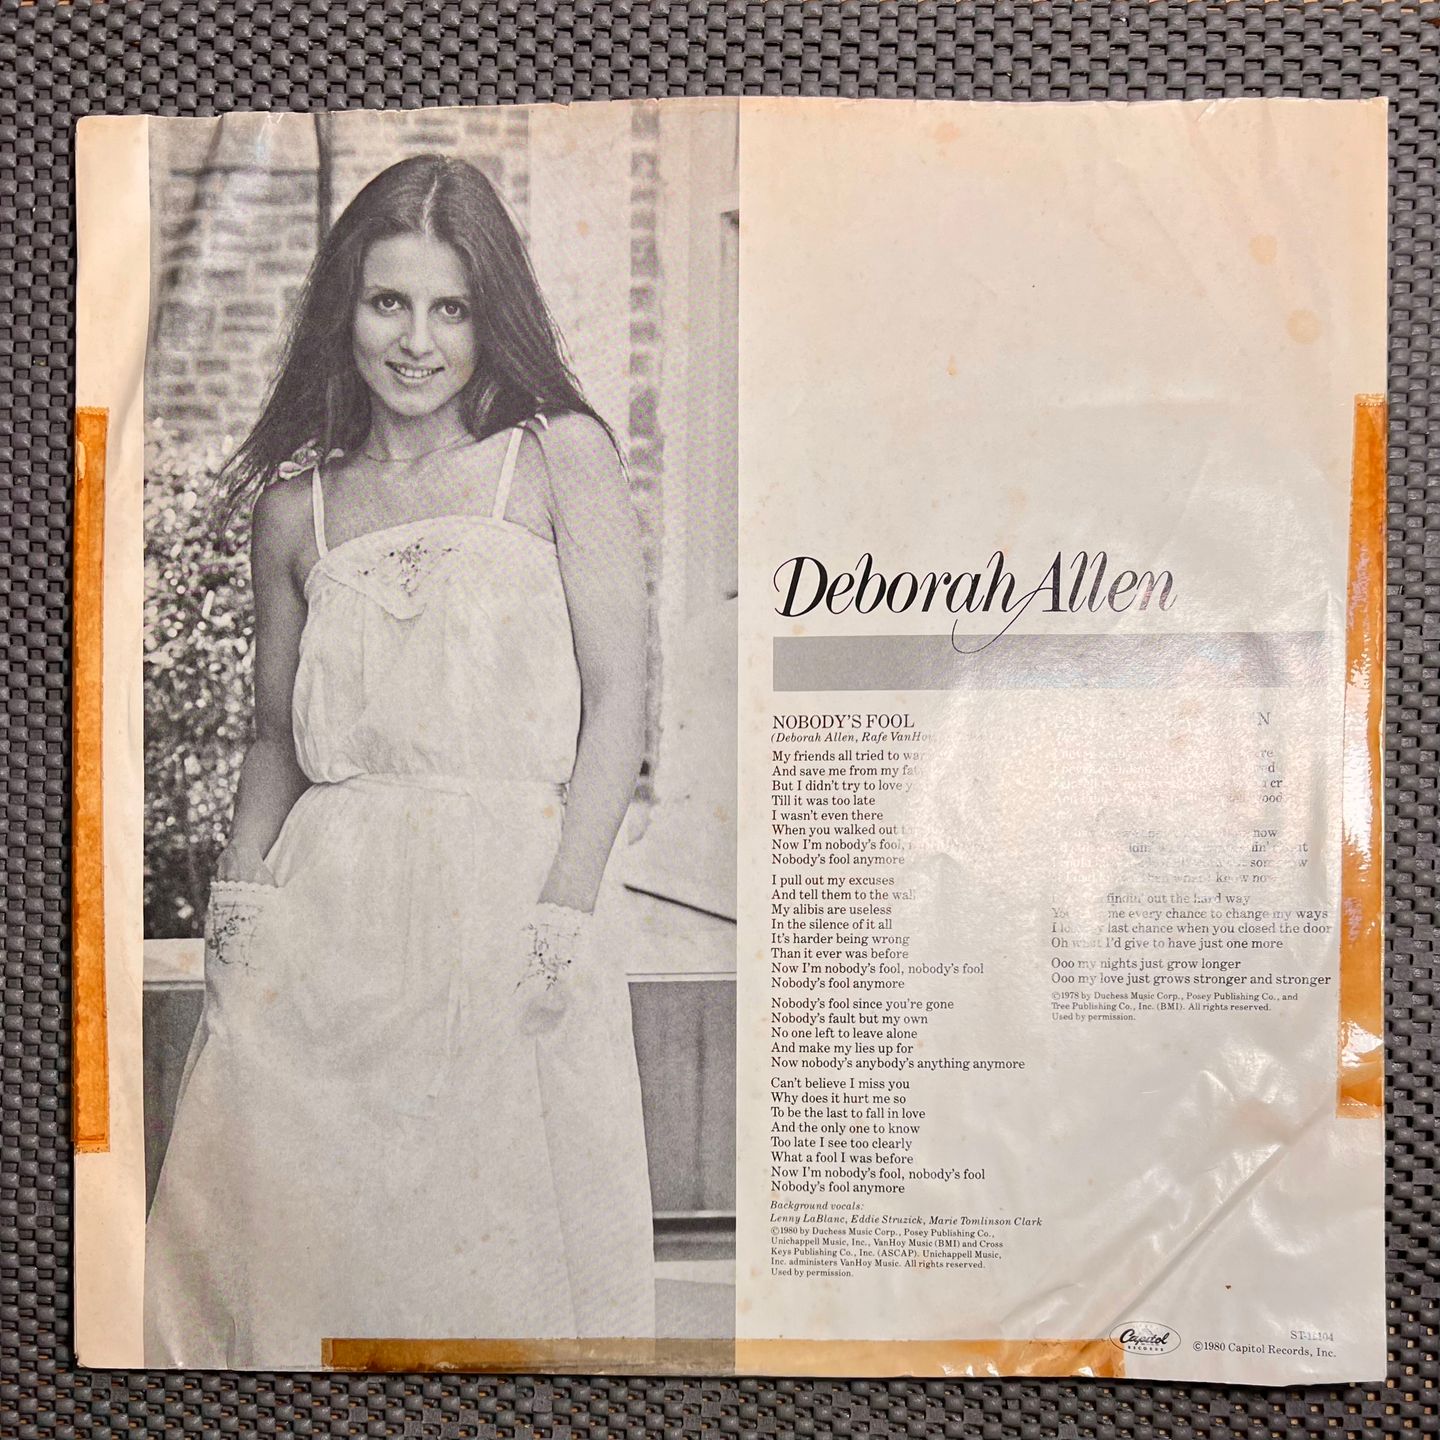 Deborah Allen
NOBODY'S FOOL
(Deborah Allen, Rafe VanHoy,
My friends all tried to
And save me from my
But I didn't try to love
Till it was too late
I wasn't even there
When you walked out
Now I'm nobody's fool,
Nobody's fool anymore
I pull out my excuses
And tell them to the wall
My alibis are useless
In the silence of it all
It's harder being wrong
Than it ever was before
Now I'm nobody's fool, nobody's fool
Nobody's fool anymore
Nobody's fool since you're gone
Nobody's fault but my own
No one left to leave alone
And make my lies up for
Now nobody's anybody's anything anymore
Can't believe I miss you
Why does it hurt me so
To be the last to fall in love
And the only one to know
Too late I see too clearly
What a fool I was before
Now I'm nobody's fool, nobody's fool
Nobody's fool anymore
Background vocals:
Lenny LaBlanc, Eddie Struzick, Marie Tomlinson Clark
©1980 by Duchess Music Corp., Posey Publishing Co.,
Unichappell Music, Inc., VanHoy Music (BMI) and Cross
Keys Publishing Co., Inc. (ASCAP). Unichappell Music,
Inc. administers VanHoy Music. All rights reserved.
Used by permission.
now
what I know now
findin' out the hard way
me every chance to change my ways
last chance when you closed the door
Oh what I'd give to have just one more
Ooo my nights just grow longer
Ooo my love just grows stronger and stronger
©1978 by Duchess Music Corp., Posey Publishing Co., and
Tree Publishing Co., Inc. (BMI). All rights reserved.
Used by permission.
Capitol
RECORDS
ST-12104
©1980 Capitol Records, Inc.